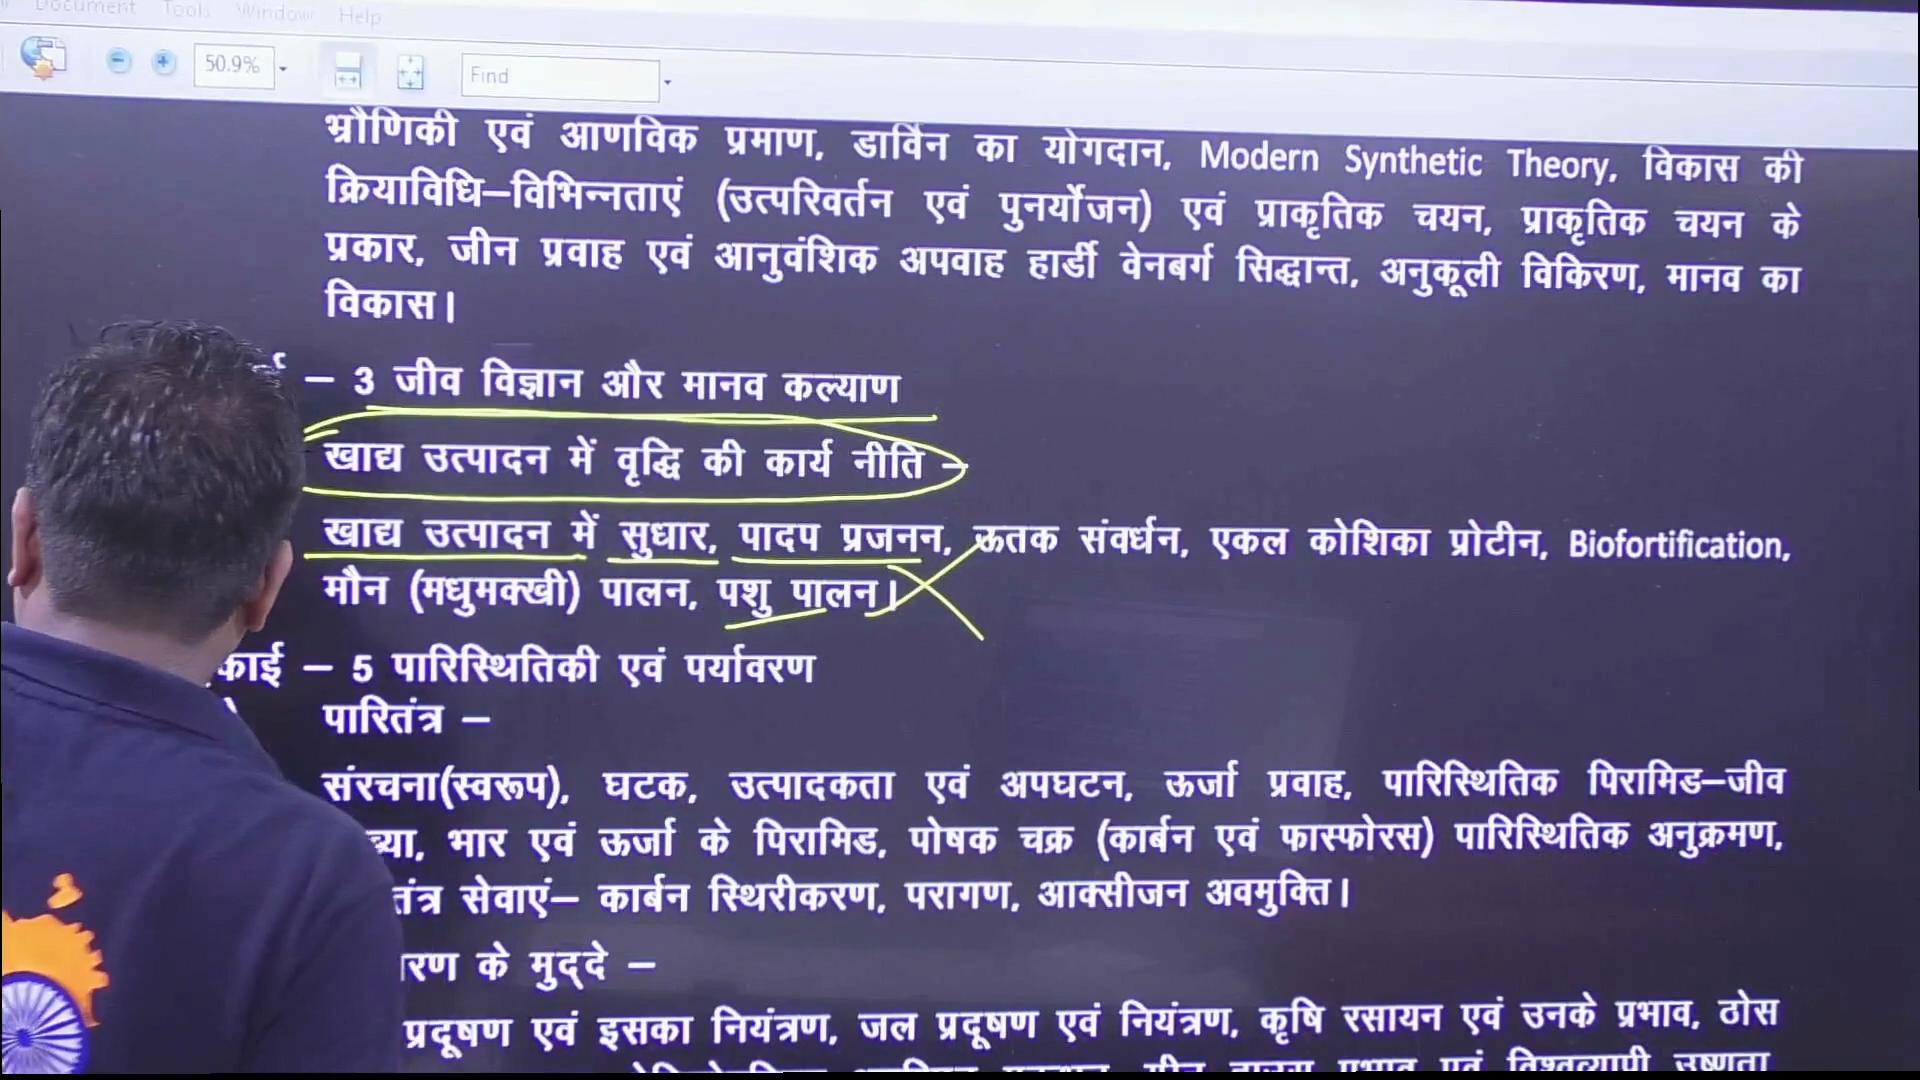 Document Tools Window Help
50.9% Find
भ्रौणिकी एवं आणविक प्रमाण, डार्विन का योगदान, Modern Synthetic Theory, विकास की
क्रियाविधि–विभिन्नताएं (उत्परिवर्तन एवं पुनर्योजन) एवं प्राकृतिक चयन, प्राकृतिक चयन के
प्रकार, जीन प्रवाह एवं आनुवंशिक अपवाह हार्डी वेनबर्ग सिद्धान्त, अनुकूली विकिरण, मानव का
विकास।
– 3 जीव विज्ञान और मानव कल्याण
खाद्य उत्पादन में वृद्धि की कार्य नीति –
खाद्य उत्पादन में सुधार, पादप प्रजनन, ऊतक संवर्धन, एकल कोशिका प्रोटीन, Biofortification,
मौन (मधुमक्खी) पालन, पशु पालन।
– 5 पारिस्थितिकी एवं पर्यावरण
पारितंत्र –
संरचना(स्वरूप), घटक, उत्पादकता एवं अपघटन, ऊर्जा प्रवाह, पारिस्थितिक पिरामिड–जीव
भार एवं ऊर्जा के पिरामिड, पोषक चक्र (कार्बन एवं फास्फोरस) पारिस्थितिक अनुक्रमण,
सेवाएं– कार्बन स्थिरीकरण, परागण, आक्सीजन अवमुक्ति।
के मुद्दे –
प्रदूषण एवं इसका नियंत्रण, जल प्रदूषण एवं नियंत्रण, कृषि रसायन एवं उनके प्रभाव, ठोस
प्रभाव एवं विश्वव्यापी उष्णता